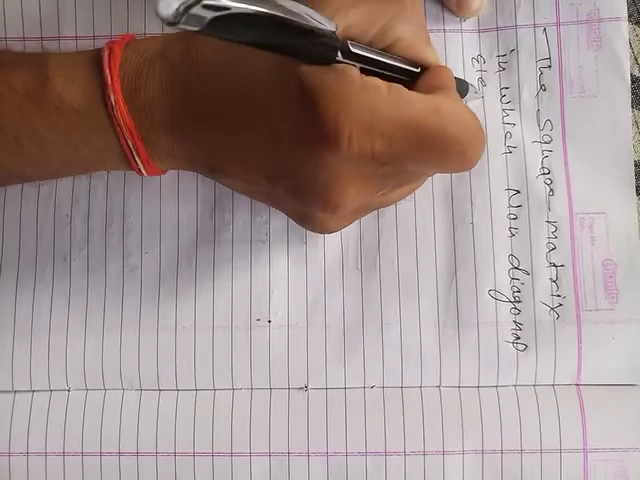 The Square matrix
in which Non diagonal
ele